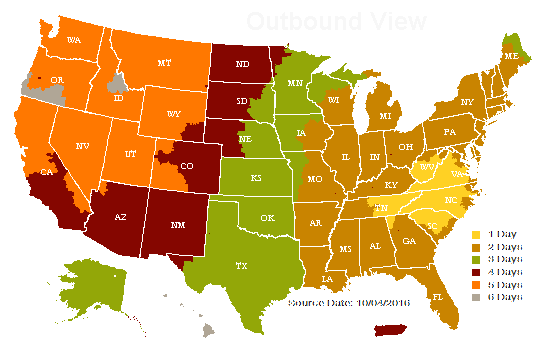 Outbound View
WA
MT
ND
ME
OR
ID
MN
SD
WI
NY
WY
MI
IA
PA
NE
OH
NV
UT
CO
IL
IN
WV
VA
CA
KS
MO
KY
NC
TN
AZ
NM
OK
AR
SC
MS
AL
GA
TX
LA
FL
1 Day
2 Days
3 Days
4 Days
5 Days
6 Days
Source Date: 10/04/2016